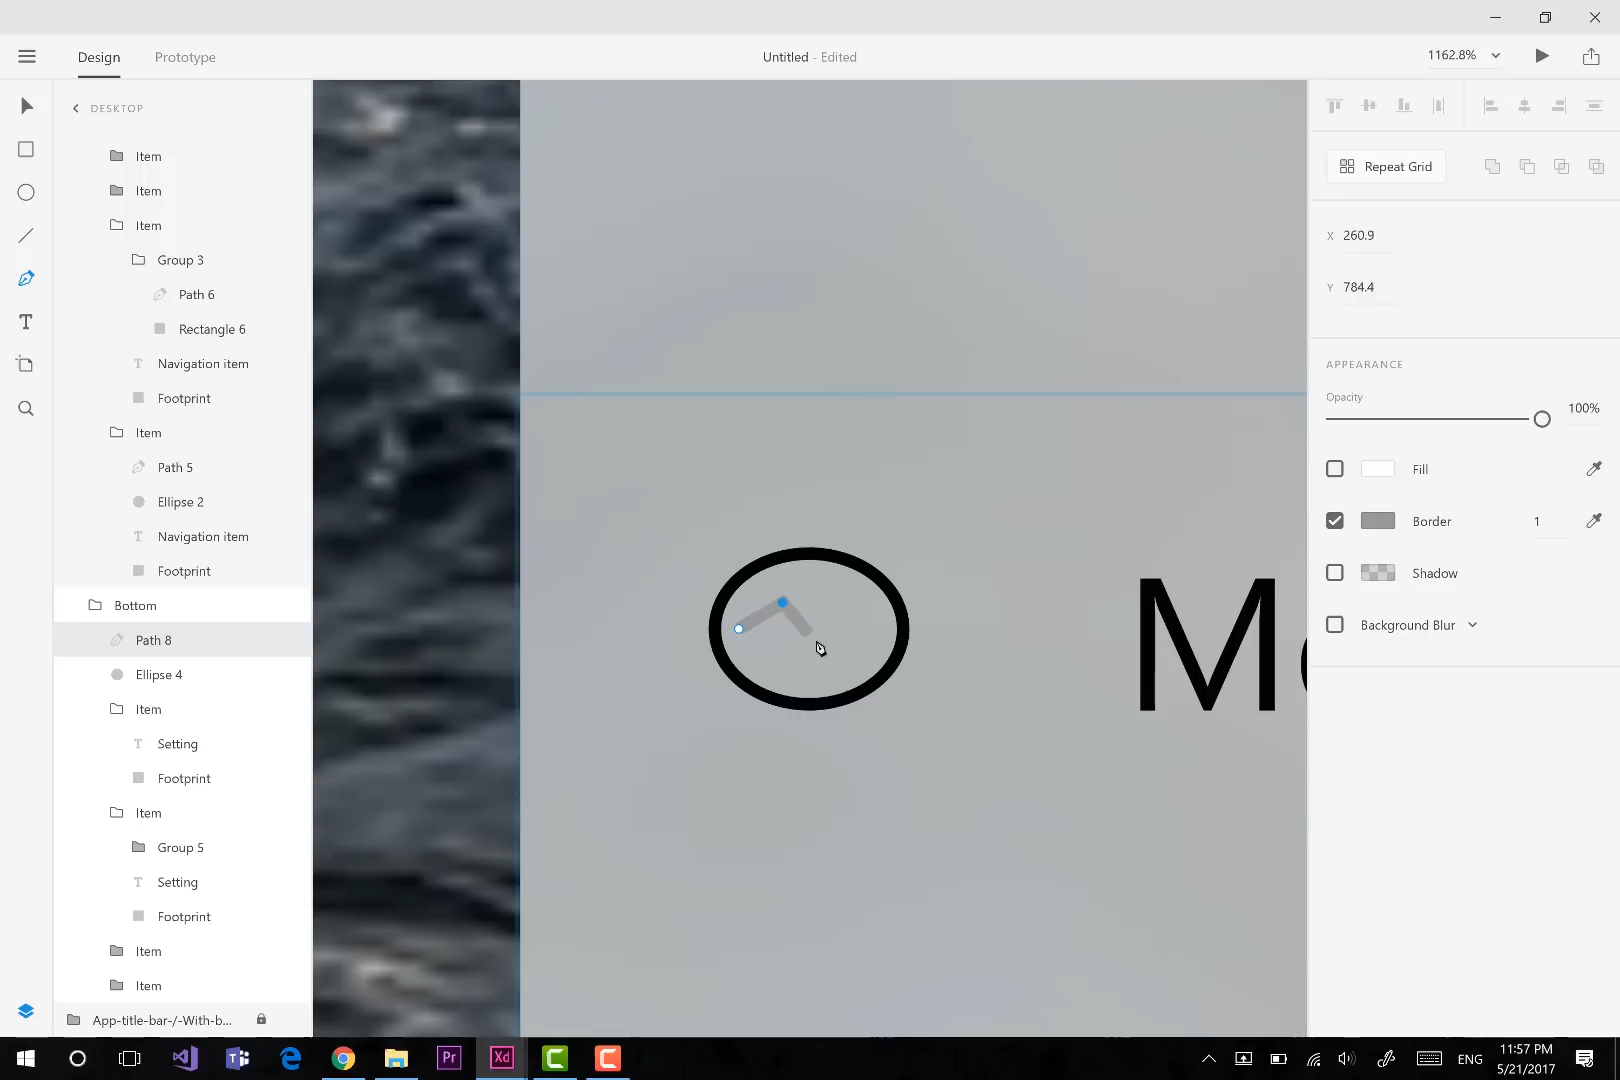 Design
Prototype
Untitled - Edited
1162.8%
DESKTOP
Item
Item
Item
Group 3
Path 6
Rectangle 6
Navigation item
Footprint
Item
Path 5
Ellipse 2
Navigation item
Footprint
Bottom
Path 8
Ellipse 4
Item
Setting
Footprint
Item
Group 5
Setting
Footprint
Item
Item
App-title-bar-/-With-b...
M
Repeat Grid
X 260.9
Y 784.4
APPEARANCE
Opacity
100%
Fill
Border 1
Shadow
Background Blur
Pr
Xd
ENG
11:57 PM
5/21/2017